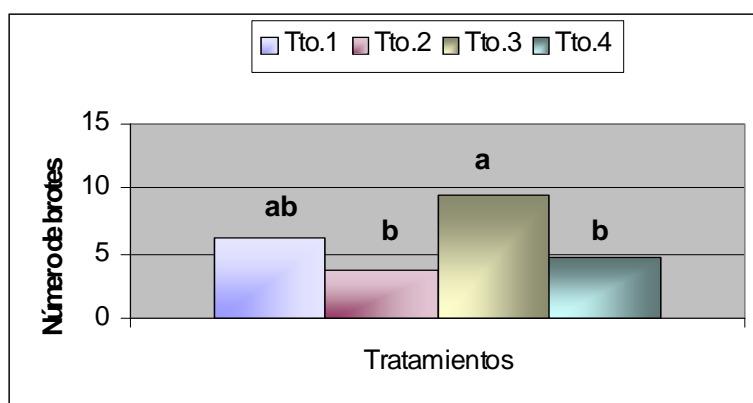 Tto.1 Tto.2 Tto.3 Tto.4
15
10
5
0
Número de brotes
ab
b
a
b
Tratamientos